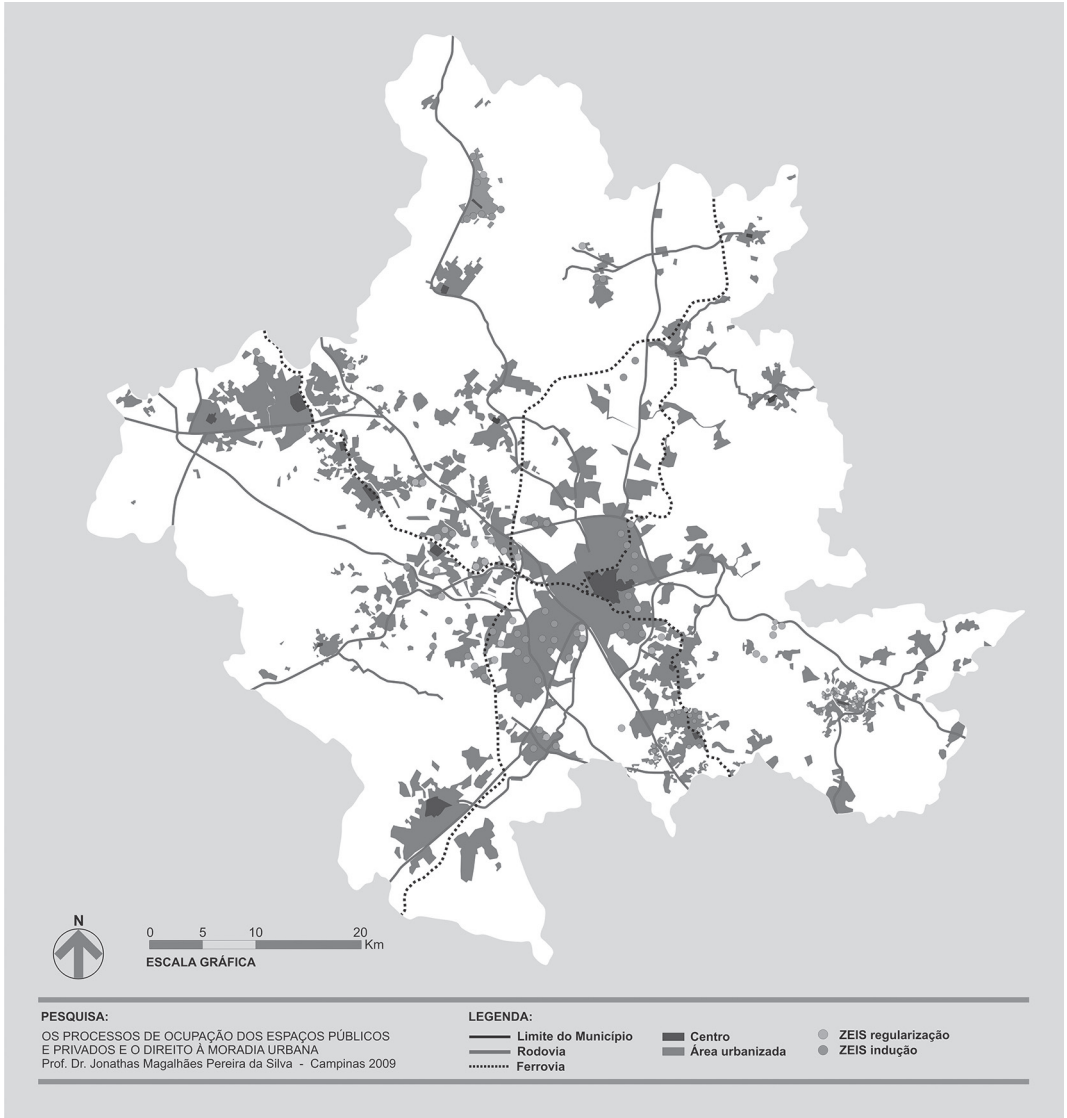 N
0 5 10 20
Km
ESCALA GRÁFICA
PESQUISA:
OS PROCESSOS DE OCUPAÇÃO DOS ESPAÇOS PÚBLICOS
E PRIVADOS E O DIREITO À MORADIA URBANA
Prof. Dr. Jonathas Magalhães Pereira da Silva - Campinas 2009
LEGENDA:
Limite do Município
Rodovia
Ferrovia
Centro
Área urbanizada
ZEIS regularização
ZEIS indução